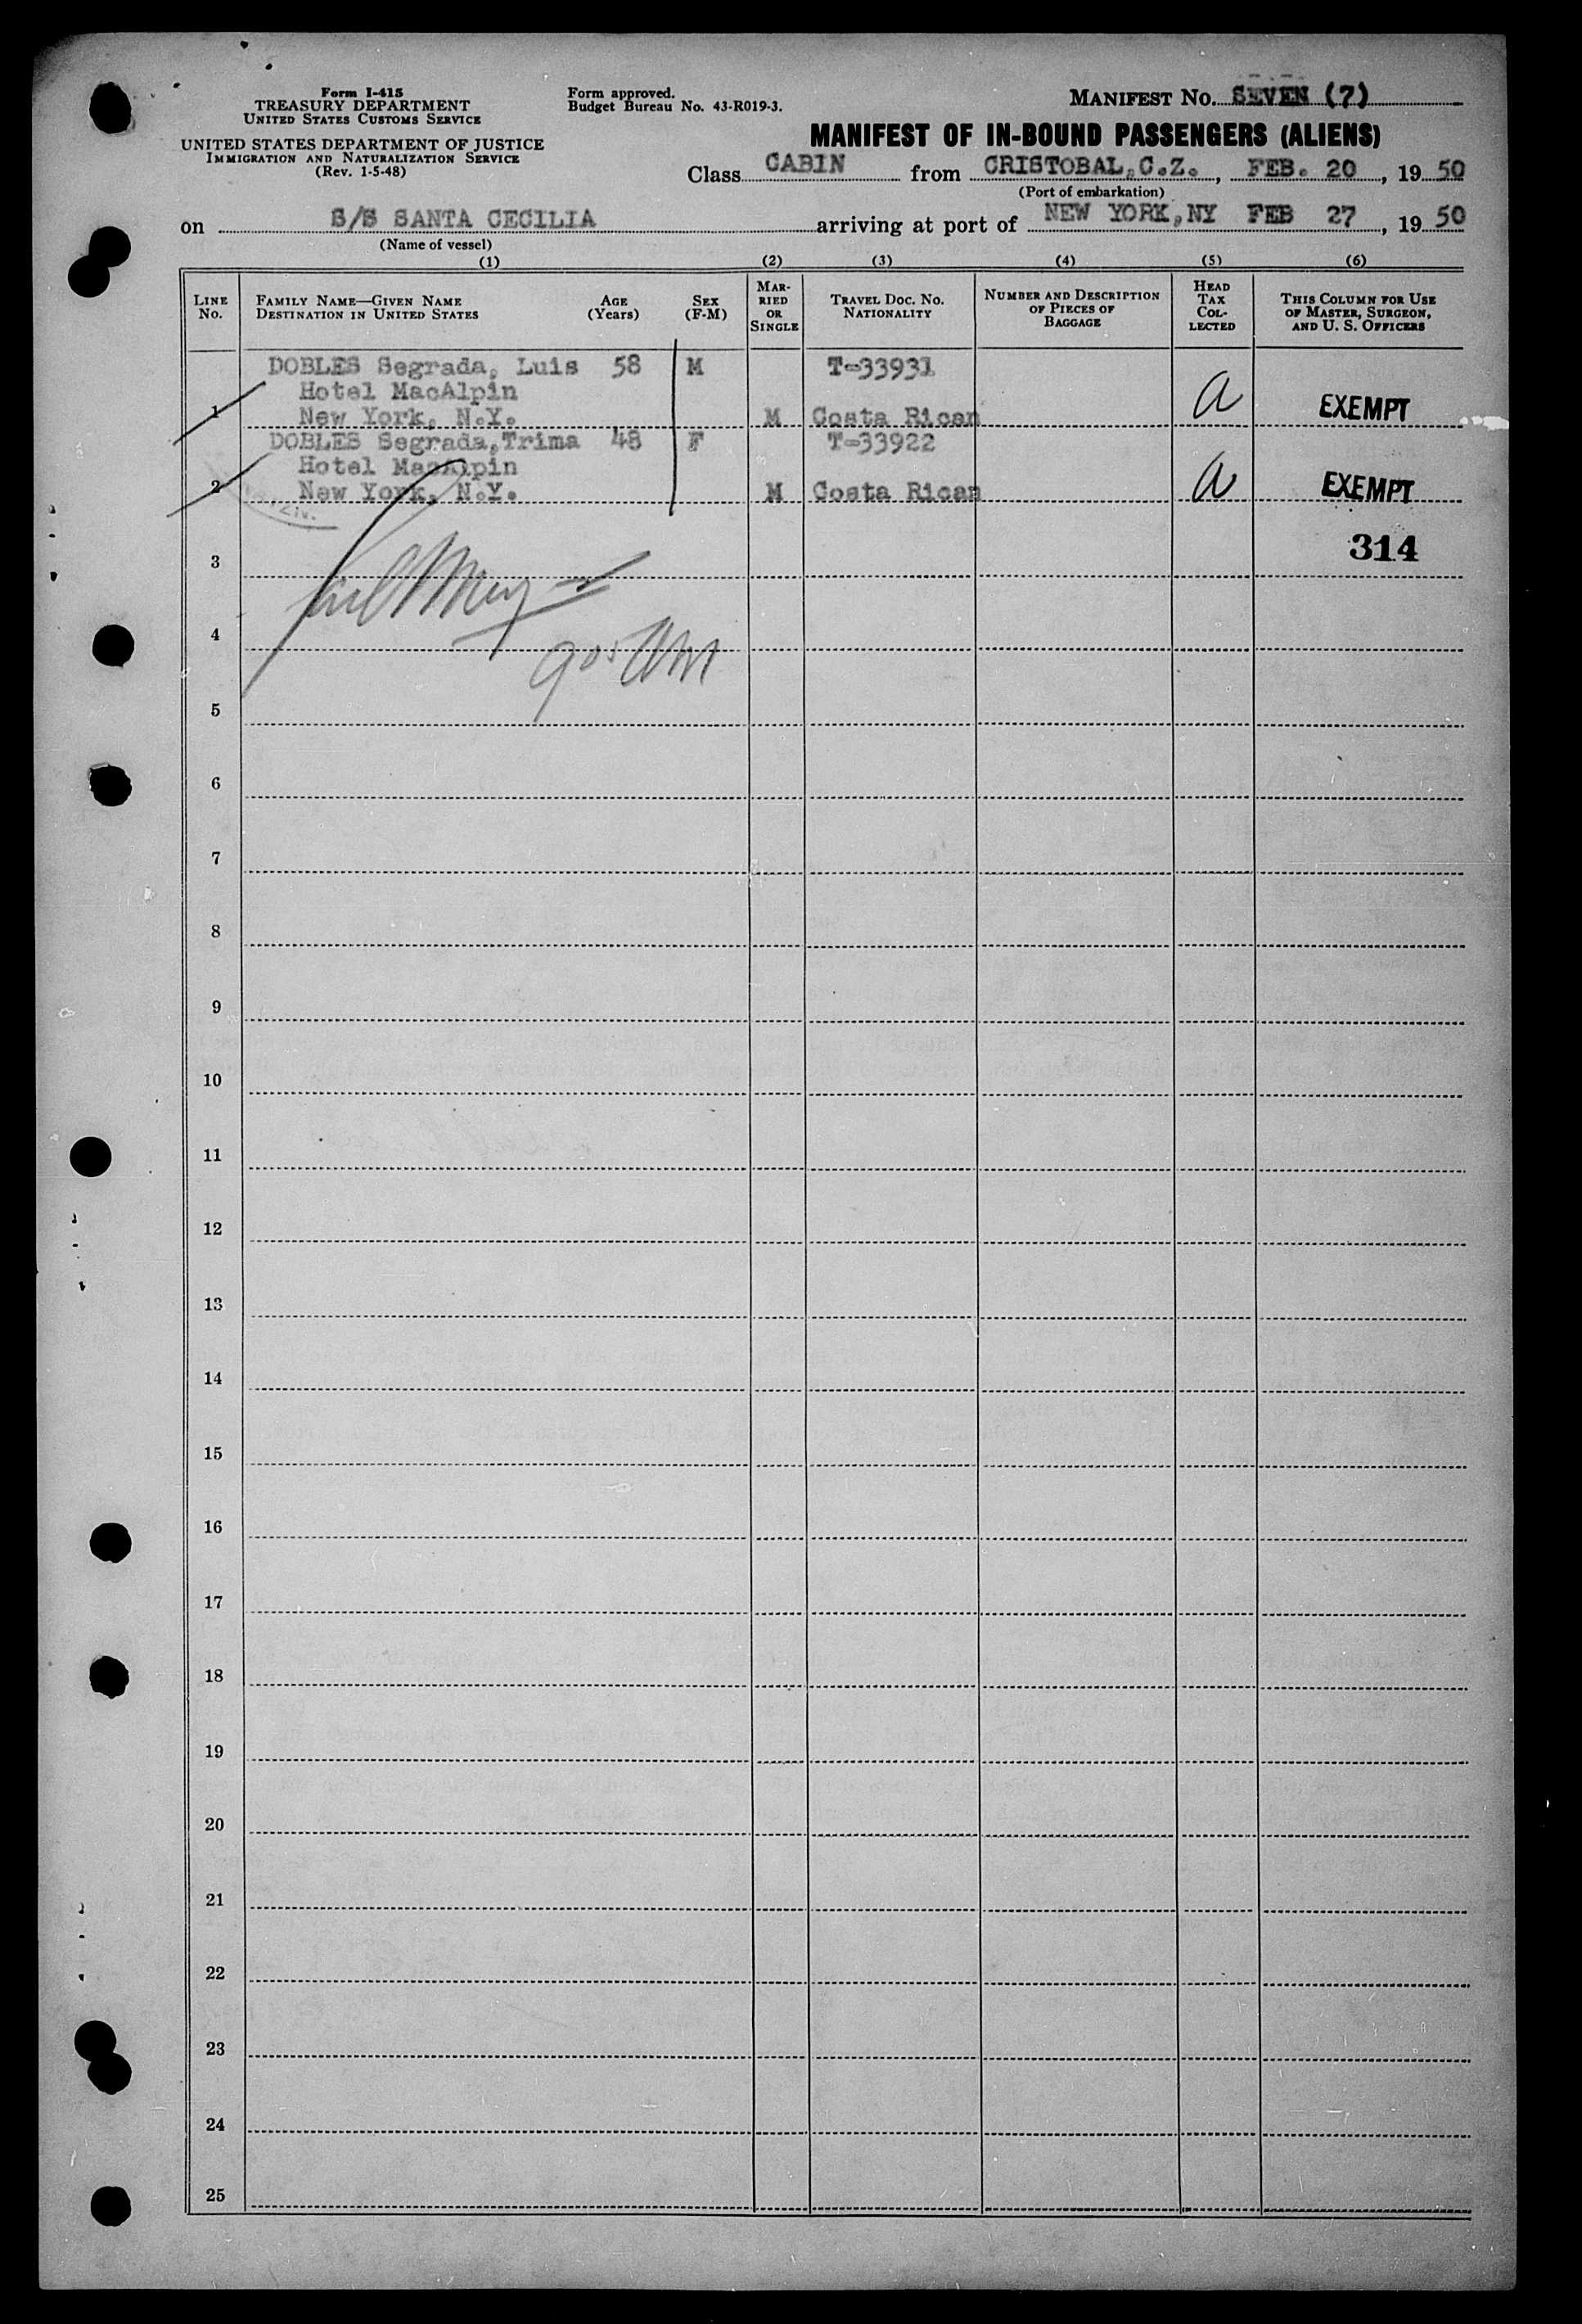 Form I-415
TREASURY DEPARTMENT
UNITED STATES CUSTOMS SERVICE
UNITED STATES DEPARTMENT OF JUSTICE
IMMIGRATION AND NATURALIZATION SERVICE
(Rev. 1-5-48)
Form approved.
Budget Bureau No. 43-R019-3.
MANIFEST NO. SEVEN (7)
MANIFEST OF IN-BOUND PASSENGERS (ALIENS)
Class CABIN from CRISTOBAL, C.Z., FEB. 20, 19 50
(Port of embarkation)
on S/S SANTA CECILIA arriving at port of NEW YORK, NY FEB 27, 19 50
(Name of vessel)
(1) (2) (3) (4) (5) (6)
LINE NO. FAMILY NAME—GIVEN NAME DESTINATION IN UNITED STATES AGE (Years) SEX (F-M) MARRIED OR SINGLE TRAVEL DOC. NO. NATIONALITY NUMBER AND DESCRIPTION OF PIECES OF BAGGAGE HEAD TAX COLLECTED THIS COLUMN FOR USE OF MASTER, SURGEON, AND U. S. OFFICERS
DOBLES Segrada, Luis 58 M T-33931
Hotel MacAlpin
1 New York, N.Y. M Costa Rican a EXEMPT
DOBLES Segrada,Trima 48 F T-33922
Hotel MacAlpin
2 New York, N.Y. M Costa Rican a EXEMPT
314
3
4
905 AM
5
6
7
8
9
10
11
12
13
14
15
16
17
18
19
20
21
22
23
24
25